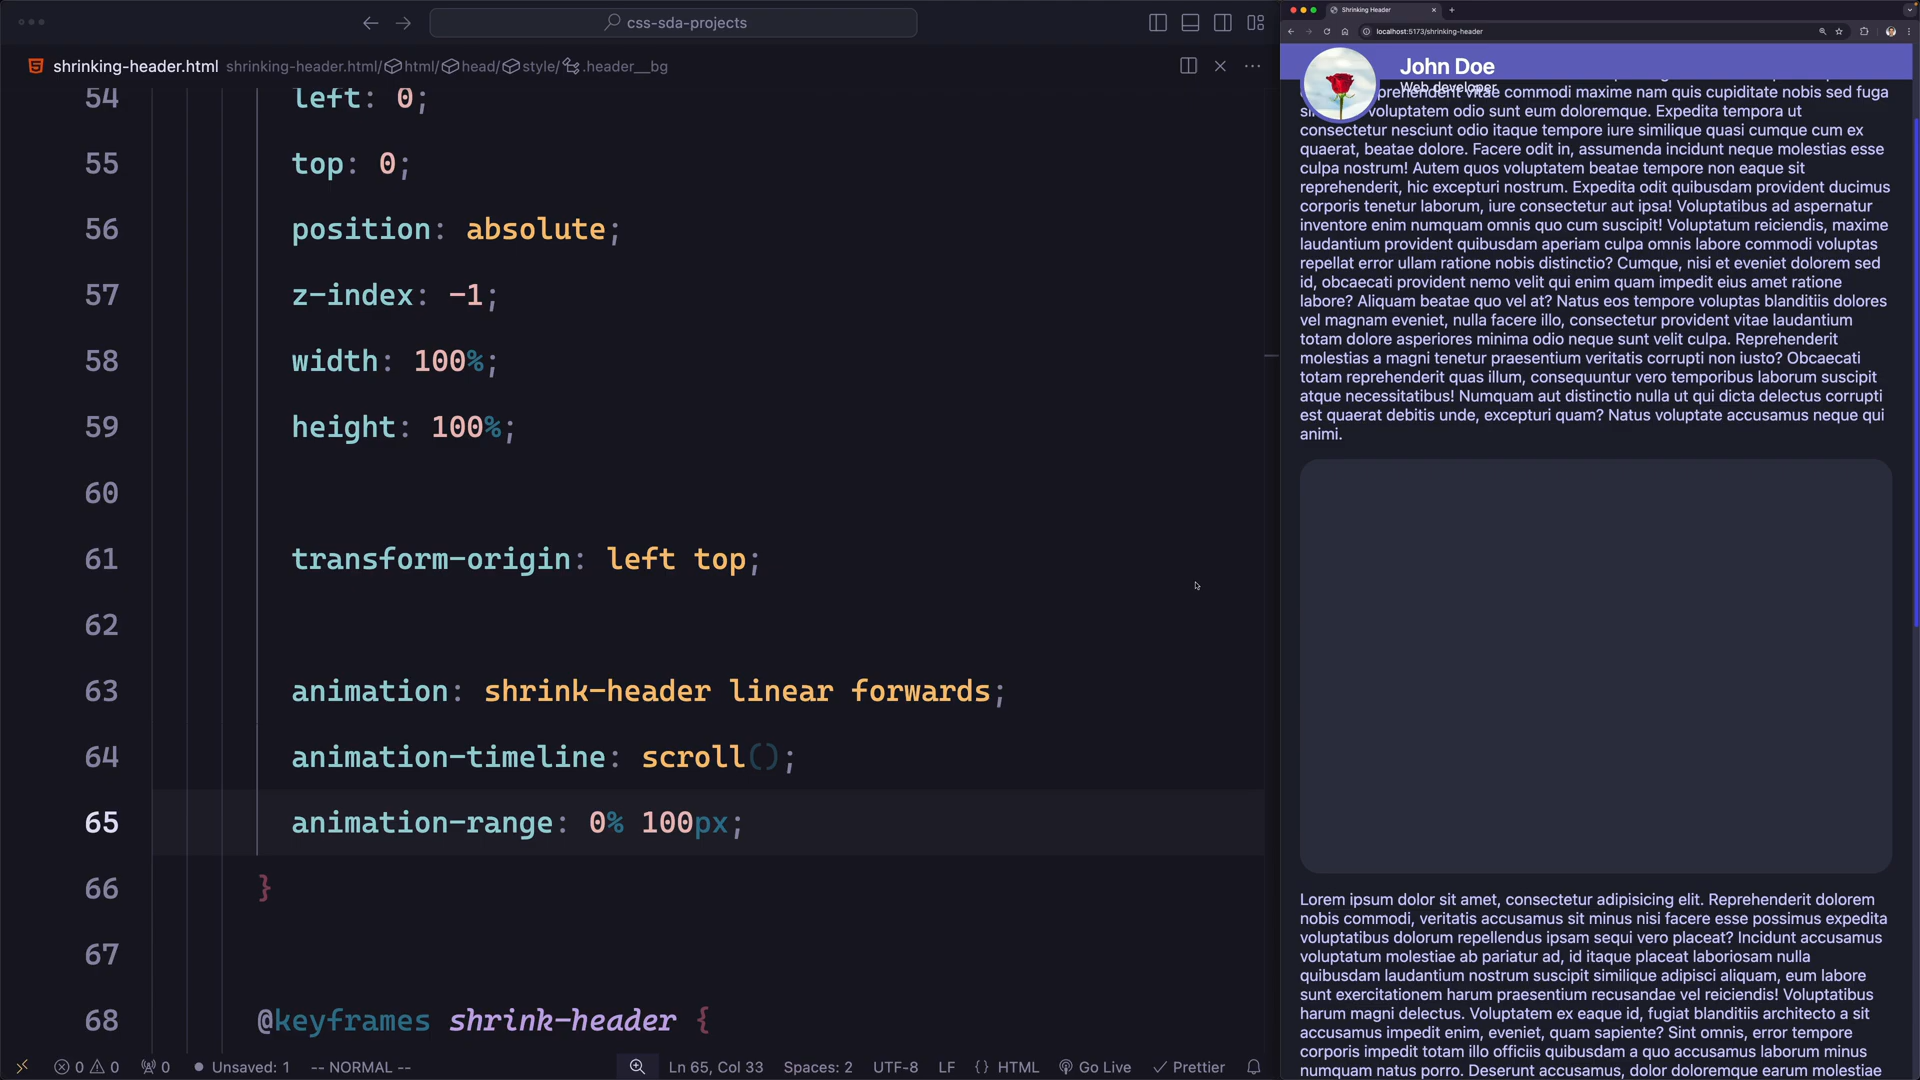 css-sda-projects
shrinking-header.html shrinking-header.html/html/head/style/.header__bg
54 left: 0;
55 top: 0;
56 position: absolute;
57 z-index: -1;
58 width: 100%;
59 height: 100%;
60
61 transform-origin: left top;
62
63 animation: shrink-header linear forwards;
64 animation-timeline: scroll();
65 animation-range: 0% 100px;
66 }
67
68 @keyframes shrink-header {
0 0 0 Unsaved: 1 -- NORMAL -- Ln 65, Col 33 Spaces: 2 UTF-8 LF {} HTML Go Live Prettier
Shrinking Header
localhost:5173/shrinking-header
John Doe
Web developer
prehenderit vitae commodi maxime nam quis cupiditate nobis sed fuga
voluptatem odio sunt eum doloremque. Expedita tempora ut
consectetur nesciunt odio itaque tempore iure similique quasi cumque cum ex
quaerat, beatae dolore. Facere odit in, assumenda incidunt neque molestias esse
culpa nostrum! Autem quos voluptatem beatae tempore non eaque sit
reprehenderit, hic excepturi nostrum. Expedita odit quibusdam provident ducimus
corporis tenetur laborum, iure consectetur aut ipsa! Voluptatibus ad aspernatur
inventore enim numquam omnis quo cum suscipit! Voluptatum reiciendis, maxime
laudantium provident quibusdam aperiam culpa omnis labore commodi voluptas
repellat error ullam ratione nobis distinctio? Cumque, nisi et eveniet dolorem sed
id, obcaecati provident nemo velit qui enim quam impedit eius amet ratione
labore? Aliquam beatae quo vel at? Natus eos tempore voluptas blanditiis dolores
vel magnam eveniet, nulla facere illo, consectetur provident vitae laudantium
totam dolore asperiores minima odio neque sunt velit culpa. Reprehenderit
molestias a magni tenetur praesentium veritatis corrupti non iusto? Obcaecati
totam reprehenderit quas illum, consequuntur vero temporibus laborum suscipit
atque necessitatibus! Numquam aut distinctio nulla ut qui dicta delectus corrupti
est quaerat debitis unde, excepturi quam? Natus voluptate accusamus neque qui
animi.
Lorem ipsum dolor sit amet, consectetur adipisicing elit. Reprehenderit dolorem
nobis commodi, veritatis accusamus sit minus nisi facere esse possimus expedita
voluptatibus dolorum repellendus ipsam sequi vero placeat? Incidunt accusamus
voluptatum molestiae ab pariatur ad, id itaque placeat laboriosam nulla
quibusdam laudantium nostrum suscipit similique adipisci aliquam, eum labore
sunt exercitationem harum praesentium recusandae vel reiciendis! Voluptatibus
harum magni delectus. Voluptatem ex eaque id, fugiat blanditiis architecto a sit
accusamus impedit enim, eveniet, quam sapiente? Sint omnis, error tempore
corporis impedit totam illo officiis quibusdam a quo accusamus laborum minus
numquam natus porro. Deserunt accusamus, dolor doloremque earum molestiae